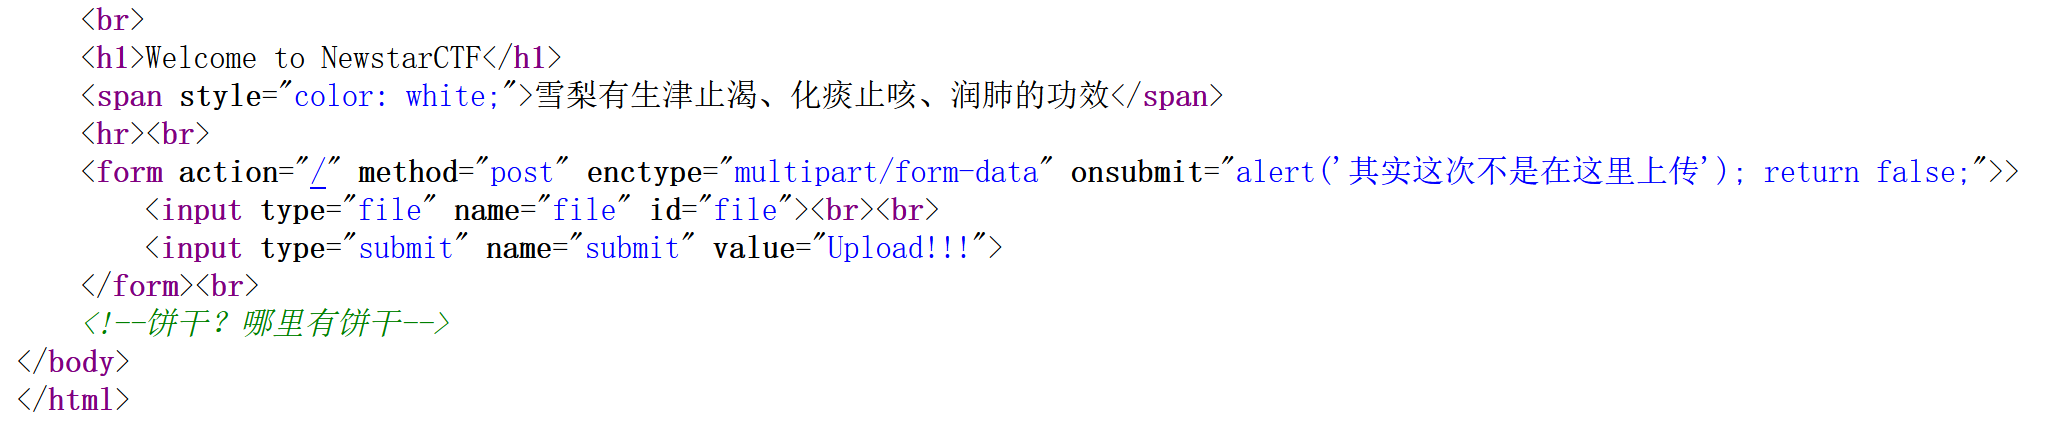 <br>
<h1>Welcome to NewstarCTF</h1>
<span style="color: white;">雪梨有生津止渴、化痰止咳、润肺的功效</span>
<hr><br>
<form action="/" method="post" enctype="multipart/form-data" onsubmit="alert('其实这次不是在这里上传'); return false;">>
<input type="file" name="file" id="file"><br><br>
<input type="submit" name="submit" value="Upload!!!">
</form><br>
<!--饼干？哪里有饼干-->
</body>
</html>